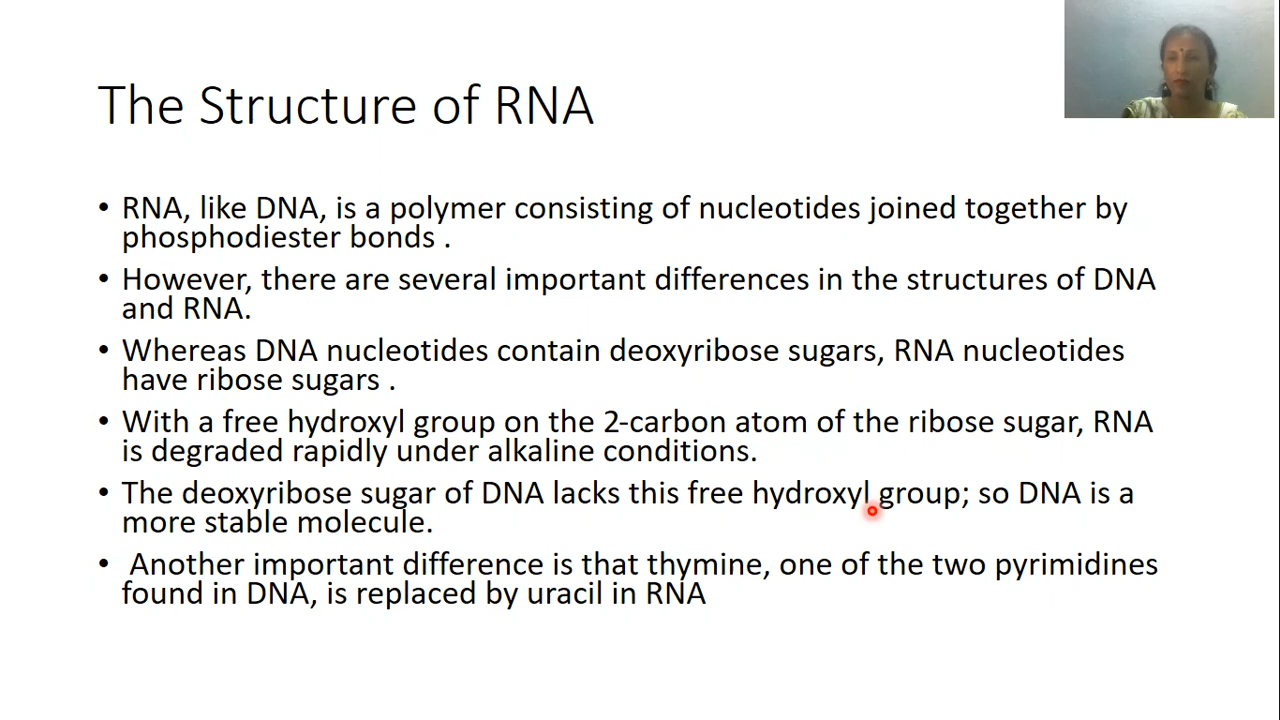 The Structure of RNA
• RNA, like DNA, is a polymer consisting of nucleotides joined together by
phosphodiester bonds .
• However, there are several important differences in the structures of DNA
and RNA.
• Whereas DNA nucleotides contain deoxyribose sugars, RNA nucleotides
have ribose sugars .
• With a free hydroxyl group on the 2-carbon atom of the ribose sugar, RNA
is degraded rapidly under alkaline conditions.
• The deoxyribose sugar of DNA lacks this free hydroxyl group; so DNA is a
more stable molecule.
• Another important difference is that thymine, one of the two pyrimidines
found in DNA, is replaced by uracil in RNA